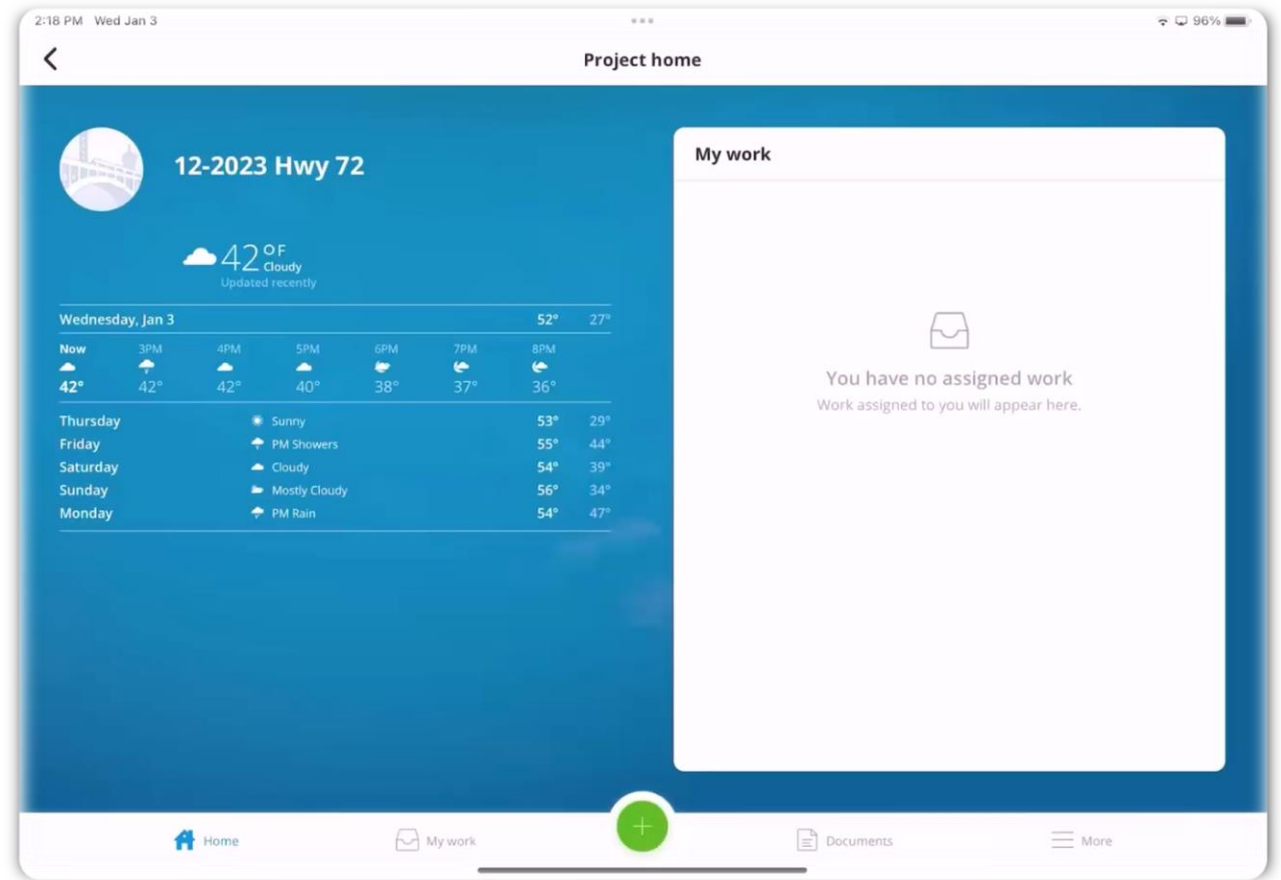 2:18 PM Wed Jan 3
96%
Project home
12-2023 Hwy 72
42°F
Cloudy
Updated recently
Wednesday, Jan 3 52° 27°
Now 3PM 4PM 5PM 6PM 7PM 8PM
42° 42° 42° 40° 38° 37° 36°
Thursday Sunny 53° 29°
Friday PM Showers 55° 44°
Saturday Cloudy 54° 39°
Sunday Mostly Cloudy 56° 34°
Monday PM Rain 54° 47°
My work
You have no assigned work
Work assigned to you will appear here.
Home My work Documents More